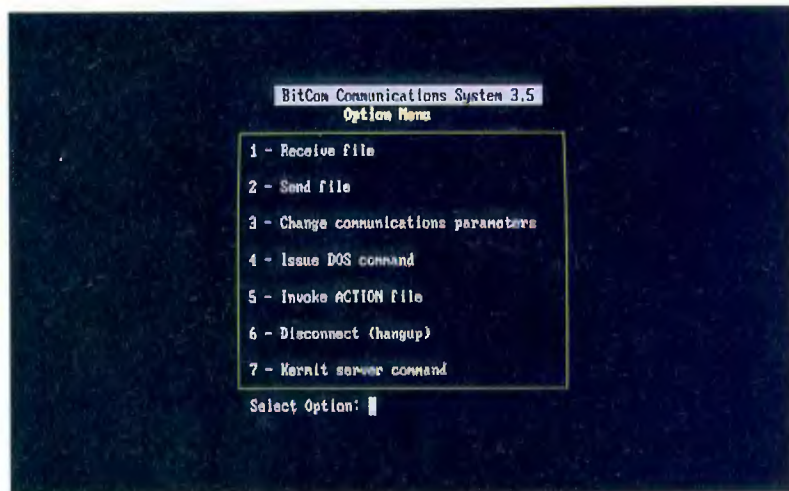 BitCom Communications System 3.5
Option Menu
1 - Receive file
2 - Send file
3 - Change communications parameters
4 - Issue DOS command
5 - Invoke ACTION file
6 - Disconnect (hangup)
7 - Kermit server command
Select Option: